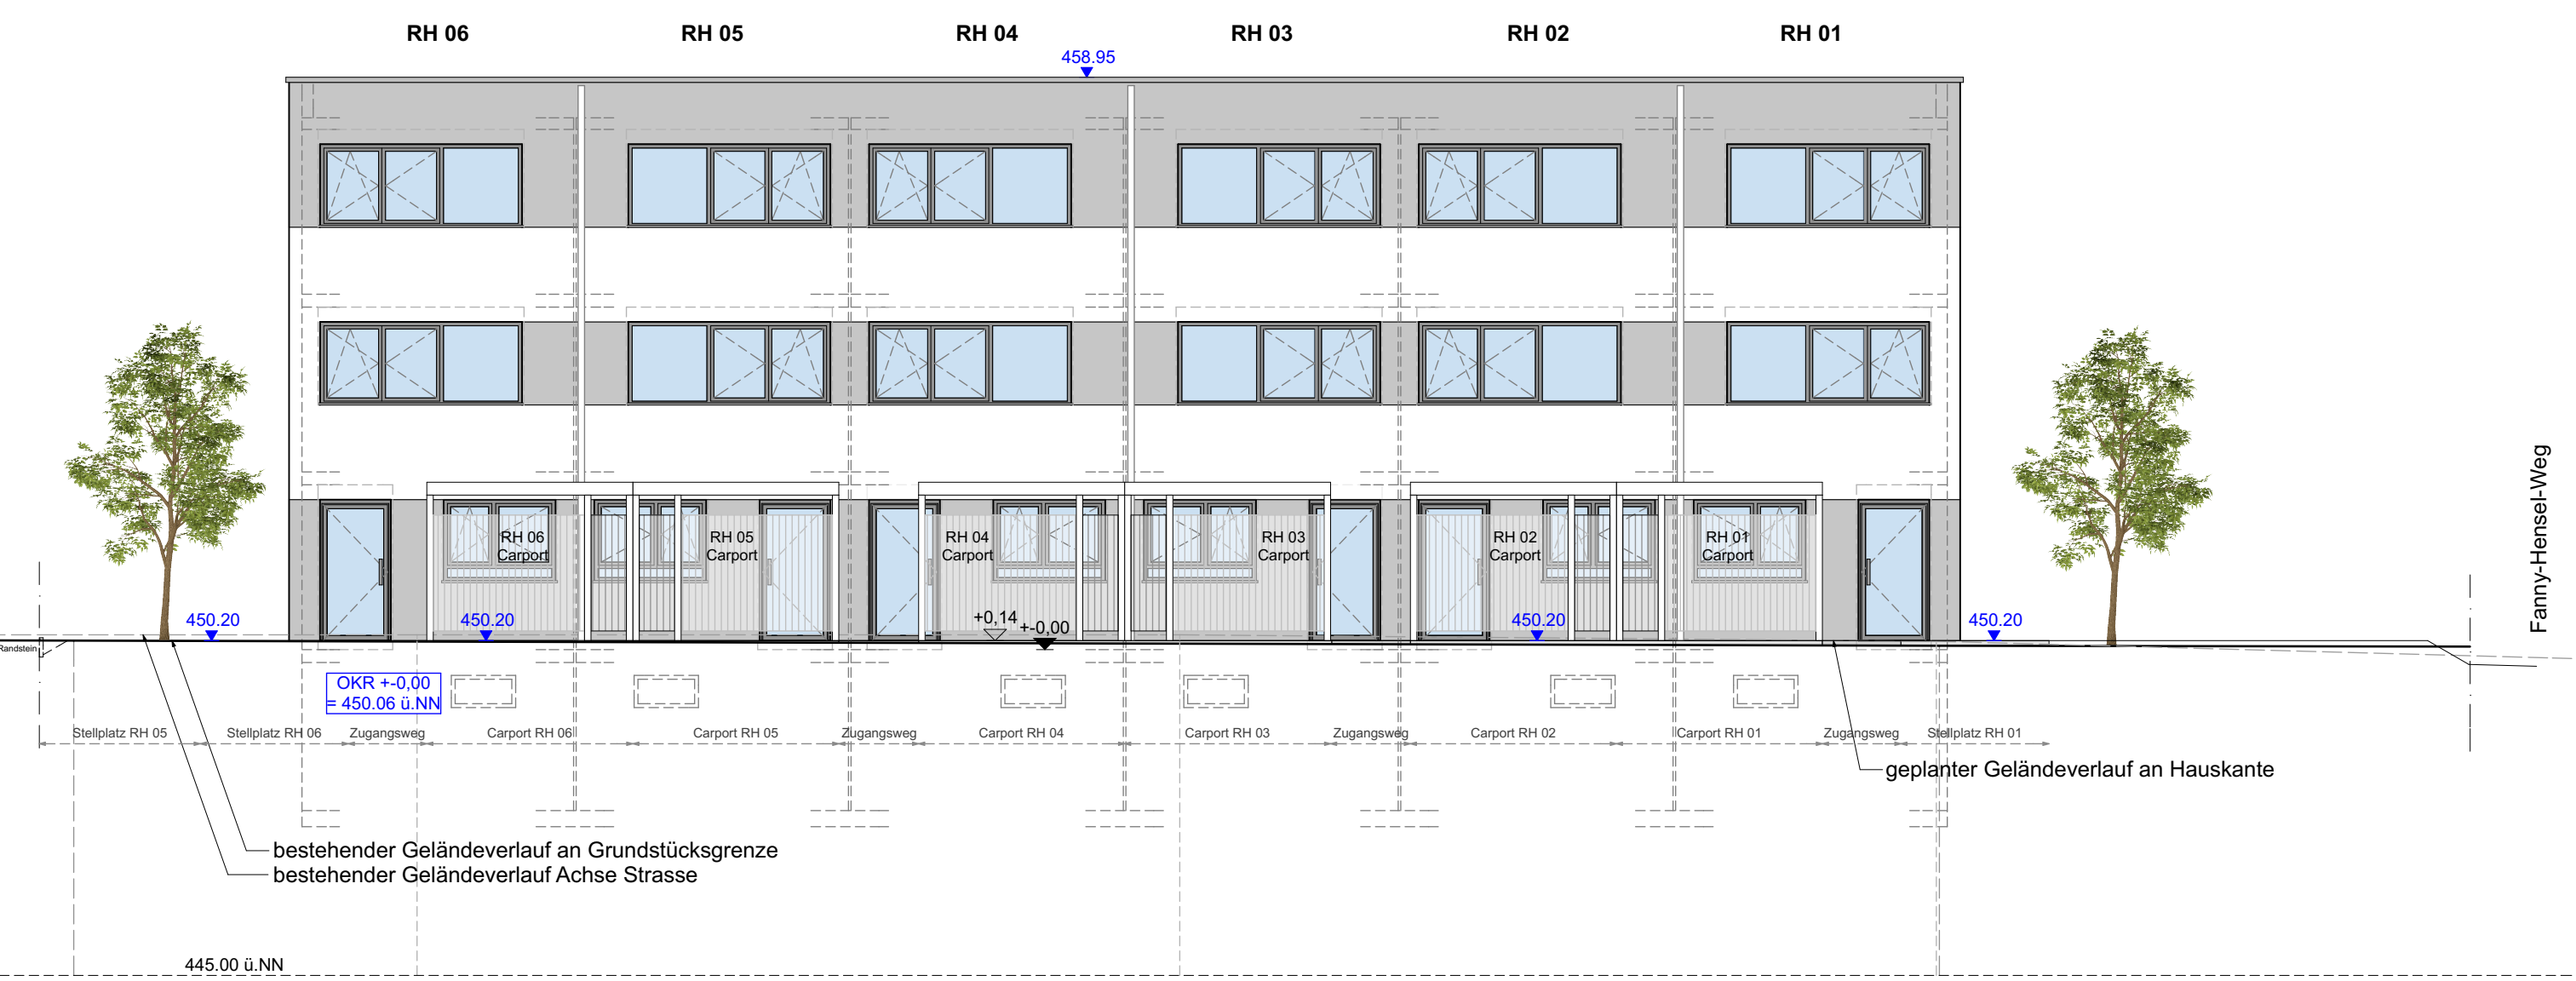 RH 06
RH 05
RH 04
RH 03
RH 02
RH 01
458.95
Fanny-Hensel-Weg
RH 06
Carport
RH 05
Carport
RH 04
Carport
RH 03
Carport
RH 02
Carport
RH 01
Carport
450.20
450.20
+0,14
+-0,00
450.20
450.20
Randstein
OKR +-0,00
= 450.06 ü.NN
Stellplatz RH 05
Stellplatz RH 06
Zugangsweg
Carport RH 06
Carport RH 05
Zugangsweg
Carport RH 04
Carport RH 03
Zugangsweg
Carport RH 02
Carport RH 01
Zugangsweg
Stellplatz RH 01
geplanter Geländeverlauf an Hauskante
bestehender Geländeverlauf an Grundstücksgrenze
bestehender Geländeverlauf Achse Strasse
445.00 ü.NN